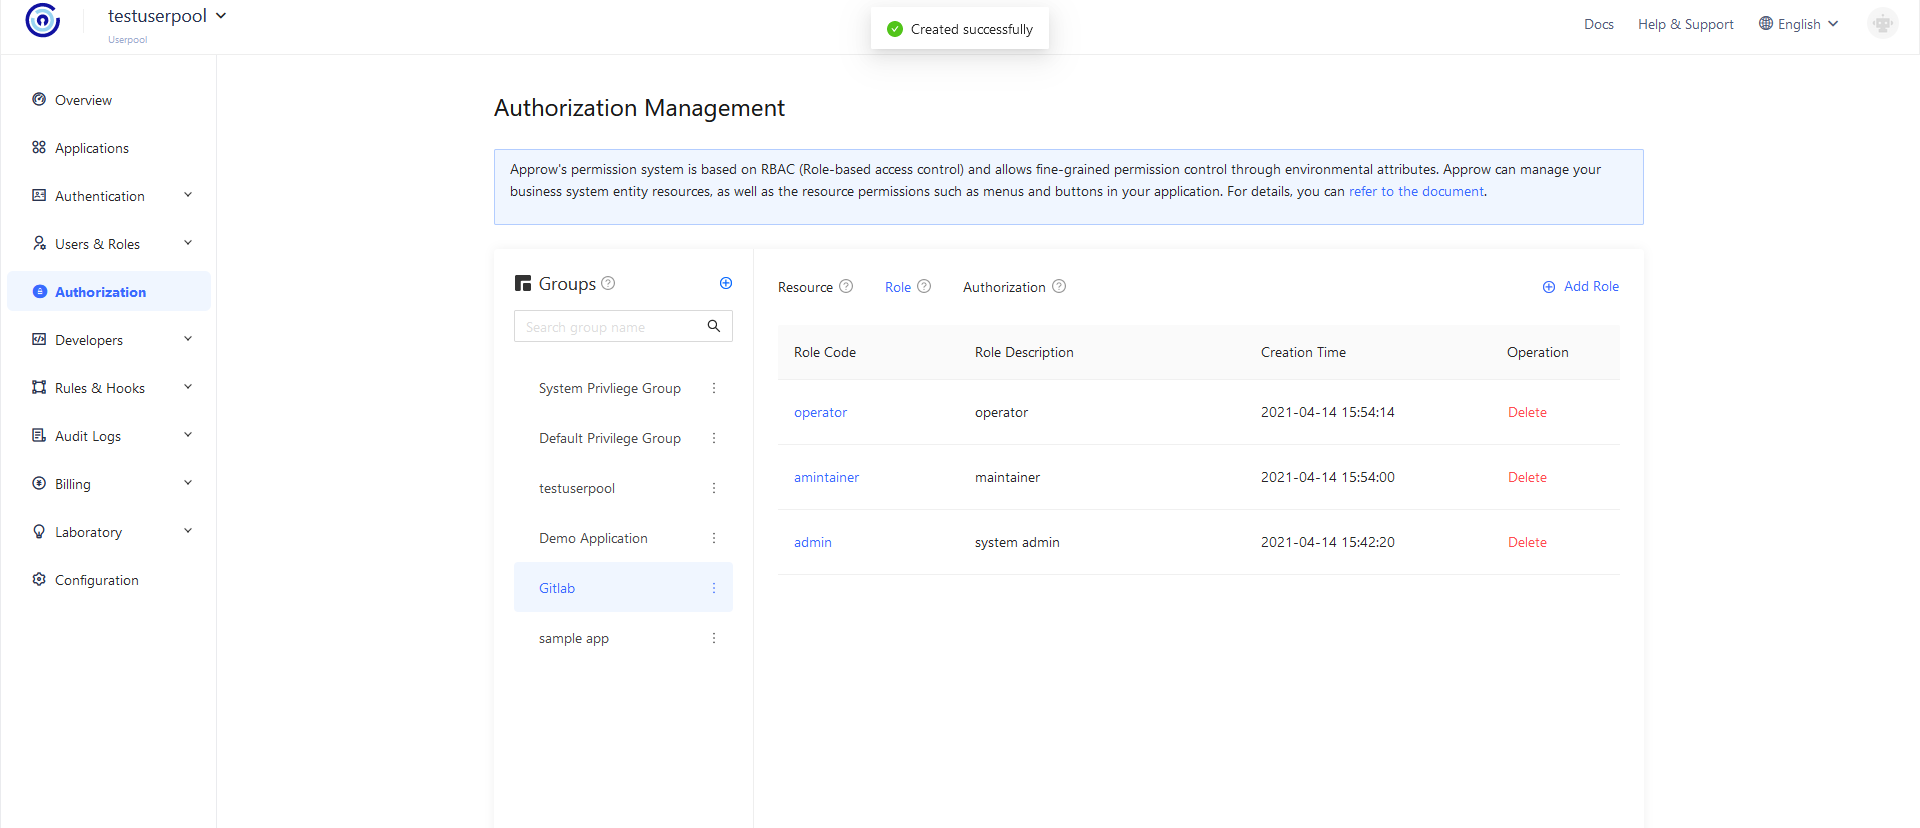 testuserpool
Userpool
Created successfully
Docs
Help & Support
English
Overview
Applications
Authentication
Users & Roles
Authorization
Developers
Rules & Hooks
Audit Logs
Billing
Laboratory
Configuration
Authorization Management
Approw's permission system is based on RBAC (Role-based access control) and allows fine-grained permission control through environmental attributes. Approw can manage your
business system entity resources, as well as the resource permissions such as menus and buttons in your application. For details, you can refer to the document.
Groups
Search group name
System Privliege Group
Default Privilege Group
testuserpool
Demo Application
Gitlab
sample app
Resource
Role
Authorization
Add Role
Role Code
Role Description
Creation Time
Operation
operator
operator
2021-04-14 15:54:14
Delete
amintainer
maintainer
2021-04-14 15:54:00
Delete
admin
system admin
2021-04-14 15:42:20
Delete